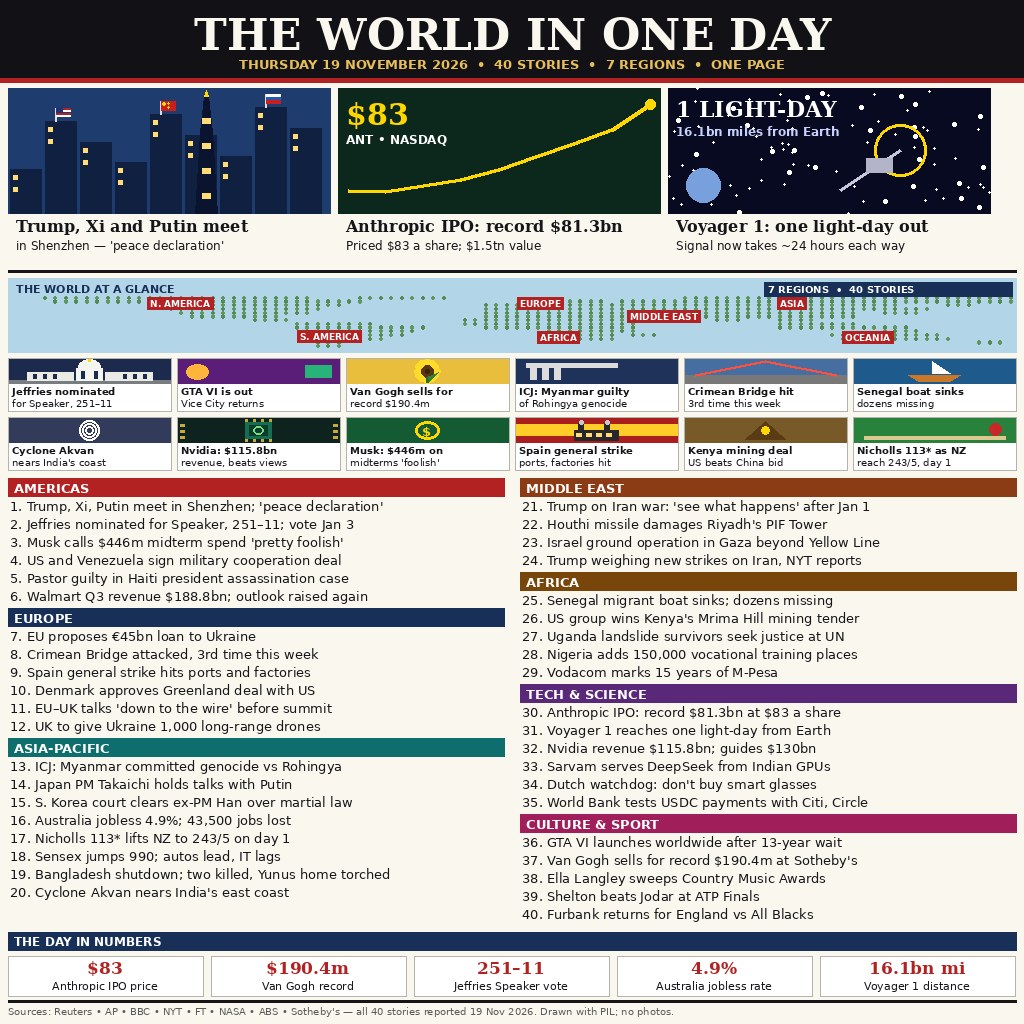 THE WORLD IN ONE DAY
THURSDAY 19 NOVEMBER 2026 • 40 STORIES • 7 REGIONS • ONE PAGE
$83
ANT • NASDAQ
1 LIGHT-DAY
16.1bn miles from Earth
Trump, Xi and Putin meet
in Shenzhen — 'peace declaration'
Anthropic IPO: record $81.3bn
Priced $83 a share; $1.5tn value
Voyager 1: one light-day out
Signal now takes ~24 hours each way
THE WORLD AT A GLANCE
7 REGIONS • 40 STORIES
N. AMERICA
EUROPE
ASIA
MIDDLE EAST
S. AMERICA
AFRICA
OCEANIA
Jeffries nominated
for Speaker, 251–11
GTA VI is out
Vice City returns
Van Gogh sells for
record $190.4m
ICJ: Myanmar guilty
of Rohingya genocide
Crimean Bridge hit
3rd time this week
Senegal boat sinks
dozens missing
Cyclone Akvan
nears India's coast
Nvidia: $115.8bn
revenue, beats views
$
Musk: $446m on
midterms 'foolish'
Spain general strike
ports, factories hit
Kenya mining deal
US beats China bid
Nicholls 113* as NZ
reach 243/5, day 1
AMERICAS
1. Trump, Xi, Putin meet in Shenzhen; 'peace declaration'
2. Jeffries nominated for Speaker, 251–11; vote Jan 3
3. Musk calls $446m midterm spend 'pretty foolish'
4. US and Venezuela sign military cooperation deal
5. Pastor guilty in Haiti president assassination case
6. Walmart Q3 revenue $188.8bn; outlook raised again
EUROPE
7. EU proposes €45bn loan to Ukraine
8. Crimean Bridge attacked, 3rd time this week
9. Spain general strike hits ports and factories
10. Denmark approves Greenland deal with US
11. EU–UK talks 'down to the wire' before summit
12. UK to give Ukraine 1,000 long-range drones
ASIA-PACIFIC
13. ICJ: Myanmar committed genocide vs Rohingya
14. Japan PM Takaichi holds talks with Putin
15. S. Korea court clears ex-PM Han over martial law
16. Australia jobless 4.9%; 43,500 jobs lost
17. Nicholls 113* lifts NZ to 243/5 on day 1
18. Sensex jumps 990; autos lead, IT lags
19. Bangladesh shutdown; two killed, Yunus home torched
20. Cyclone Akvan nears India's east coast
MIDDLE EAST
21. Trump on Iran war: 'see what happens' after Jan 1
22. Houthi missile damages Riyadh's PIF Tower
23. Israel ground operation in Gaza beyond Yellow Line
24. Trump weighing new strikes on Iran, NYT reports
AFRICA
25. Senegal migrant boat sinks; dozens missing
26. US group wins Kenya's Mrima Hill mining tender
27. Uganda landslide survivors seek justice at UN
28. Nigeria adds 150,000 vocational training places
29. Vodacom marks 15 years of M-Pesa
TECH & SCIENCE
30. Anthropic IPO: record $81.3bn at $83 a share
31. Voyager 1 reaches one light-day from Earth
32. Nvidia revenue $115.8bn; guides $130bn
33. Sarvam serves DeepSeek from Indian GPUs
34. Dutch watchdog: don't buy smart glasses
35. World Bank tests USDC payments with Citi, Circle
CULTURE & SPORT
36. GTA VI launches worldwide after 13-year wait
37. Van Gogh sells for record $190.4m at Sotheby's
38. Ella Langley sweeps Country Music Awards
39. Shelton beats Jodar at ATP Finals
40. Furbank returns for England vs All Blacks
THE DAY IN NUMBERS
$83
Anthropic IPO price
$190.4m
Van Gogh record
251–11
Jeffries Speaker vote
4.9%
Australia jobless rate
16.1bn mi
Voyager 1 distance
Sources: Reuters • AP • BBC • NYT • FT • NASA • ABS • Sotheby's — all 40 stories reported 19 Nov 2026. Drawn with PIL; no photos.